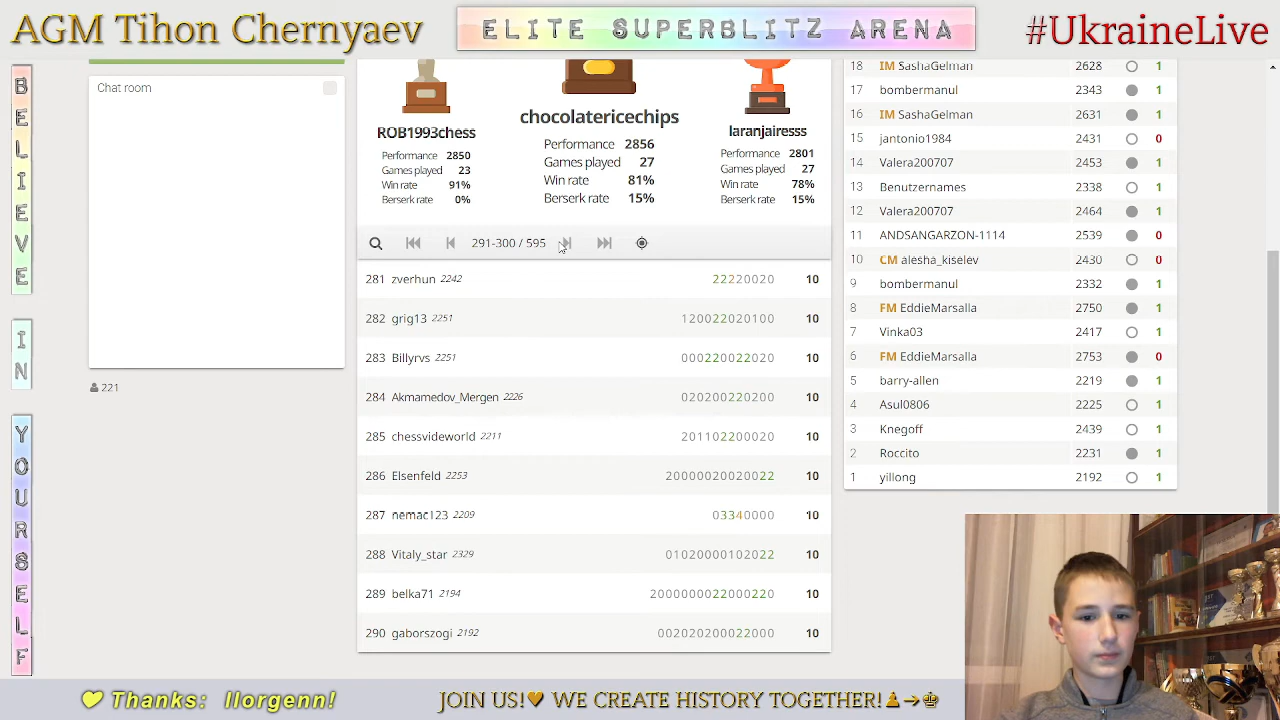 AGM Tihon Chernyaev
ELITE SUPERBLITZ ARENA
#UkraineLive
BELIEVE
IN
YOURSELF
Chat room
221
ROB1993chess
Performance 2850
Games played 23
Win rate 91%
Berserk rate 0%
chocolatericechips
Performance 2856
Games played 27
Win rate 81%
Berserk rate 15%
laranjairesss
Performance 2801
Games played 27
Win rate 78%
Berserk rate 15%
291-300 / 595
281 zverhun 2242 22220020 10
282 grig13 2251 120022020100 10
283 Billyrvs 2251 000220022020 10
284 Akmamedov_Mergen 2226 020200220200 10
285 chessvideworld 2211 201102200020 10
286 Elsenfeld 2253 20000020020022 10
287 nemac123 2209 03340000 10
288 Vitaly_star 2329 01020000102022 10
289 belka71 2194 2000000022000220 10
290 gaborszogi 2192 002020200022000 10
18 IM SashaGelman 2628 1
17 bombermanul 2343 1
16 IM SashaGelman 2631 1
15 jantonio1984 2431 0
14 Valera200707 2453 1
13 Benutzernames 2338 1
12 Valera200707 2464 1
11 ANDSANGARZON-1114 2539 0
10 CM alesha_kiselev 2430 0
9 bombermanul 2332 1
8 FM EddieMarsalla 2750 1
7 Vinka03 2417 1
6 FM EddieMarsalla 2753 0
5 barry-allen 2219 1
4 Asul0806 2225 1
3 Knegoff 2439 1
2 Roccito 2231 1
1 yillong 2192 1
Thanks: llorgenn!
JOIN US! WE CREATE HISTORY TOGETHER!